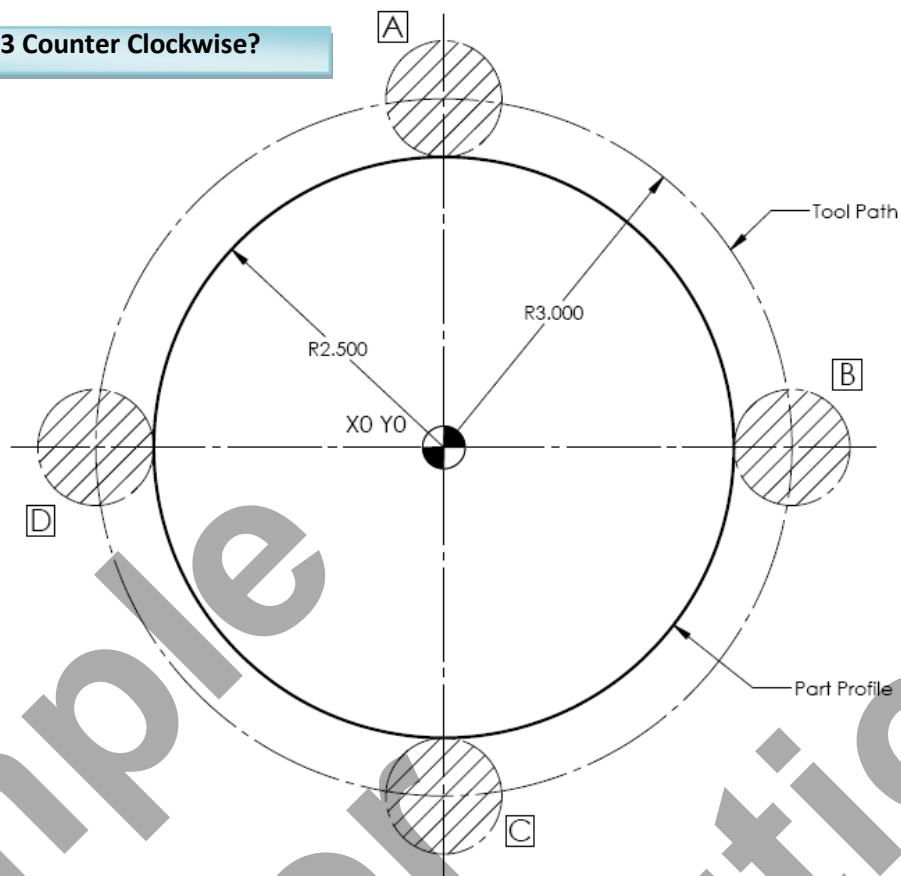 3 Counter Clockwise?
A
Tool Path
R3.000
R2.500
B
X0 Y0
D
Part Profile
C